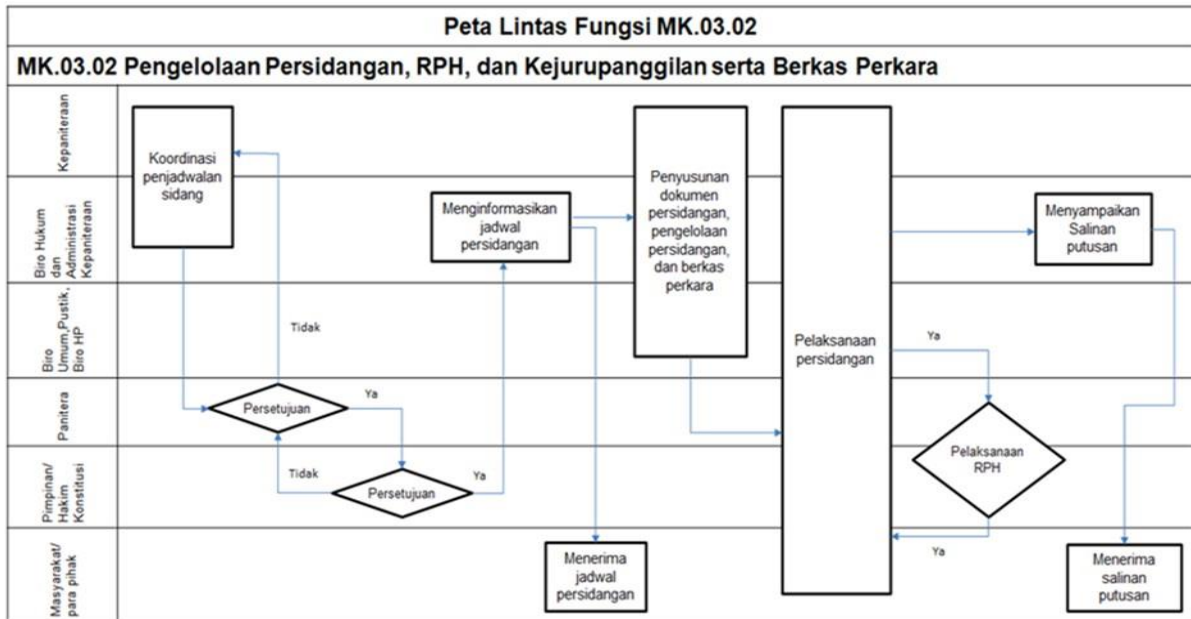 Peta Lintas Fungsi MK.03.02
MK.03.02 Pengelolaan Persidangan, RPH, dan Kejurupanggilan serta Berkas Perkara
Kepaniteraan
Koordinasi
penjadwalan
sidang
Biro Hukum
dan
Administrasi
Kepaniteraan
Menginformasikan
jadwal
persidangan
Penyusunan
dokumen
persidangan,
pengelolaan
persidangan,
dan berkas
perkara
Menyampaikan
Salinan
putusan
Biro
Umum,Pustik,
Biro HP
Tidak
Pelaksanaan
persidangan
Ya
Panitera
Persetujuan
Ya
Pimpinan/
Hakim
Konstitusi
Tidak
Persetujuan
Ya
Pelaksanaan
RPH
Ya
Masyarakat/
para pihak
Menerima
jadwal
persidangan
Menerima
salinan
putusan